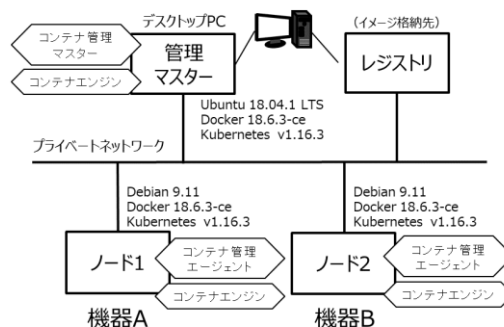 デスクトップPC
(イメージ格納先)
コンテナ管理
マスター
コンテナエンジン
管理
マスター
レジストリ
Ubuntu 18.04.1 LTS
Docker 18.6.3-ce
Kubernetes v1.16.3
プライベートネットワーク
Debian 9.11
Docker 18.6.3-ce
Kubernetes v1.16.3
Debian 9.11
Docker 18.6.3-ce
Kubernetes v1.16.3
ノード1
コンテナ管理
エージェント
コンテナエンジン
ノード2
コンテナ管理
エージェント
コンテナエンジン
機器A
機器B